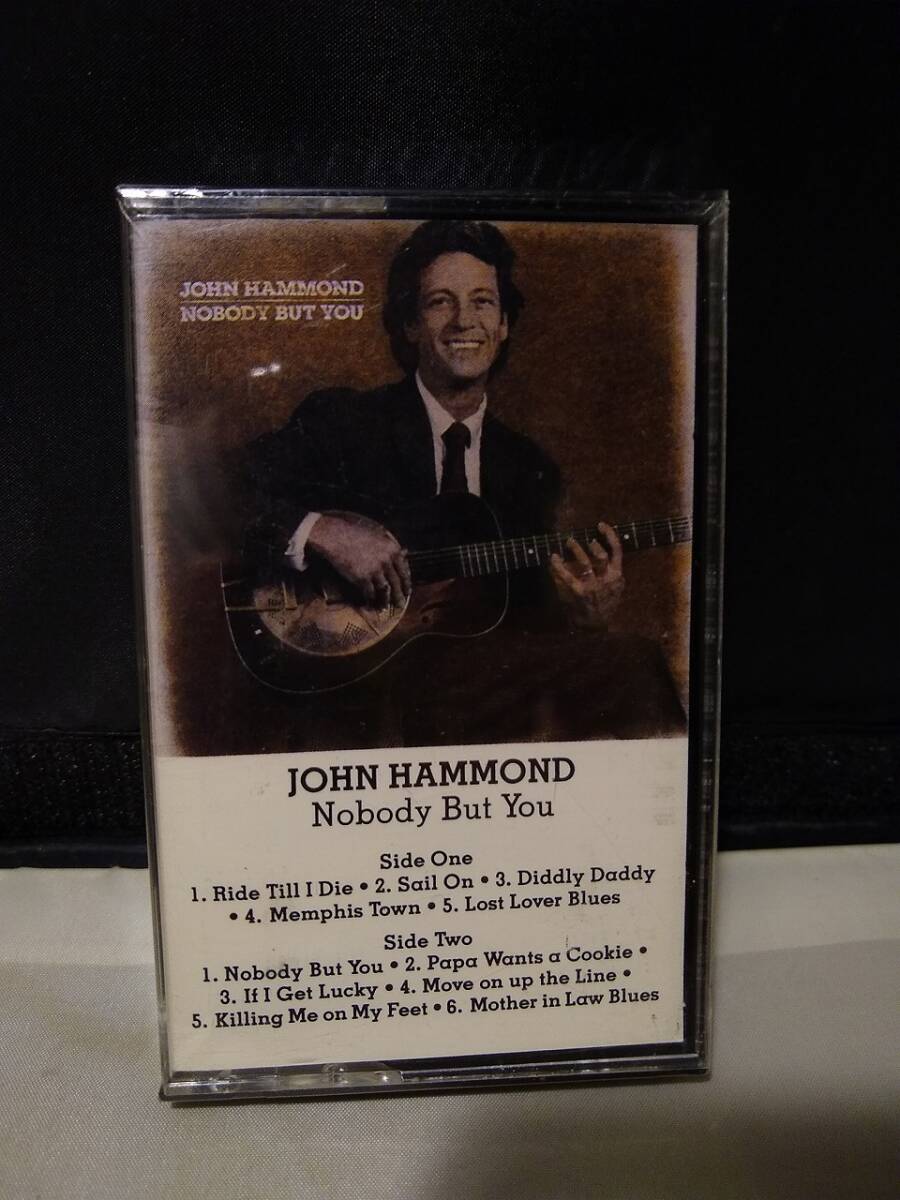 JOHN HAMMOND
NOBODY BUT YOU
JOHN HAMMOND
Nobody But You
Side One
1. Ride Till I Die • 2. Sail On • 3. Diddly Daddy
• 4. Memphis Town • 5. Lost Lover Blues
Side Two
1. Nobody But You • 2. Papa Wants a Cookie •
3. If I Get Lucky • 4. Move on up the Line •
5. Killing Me on My Feet • 6. Mother in Law Blues